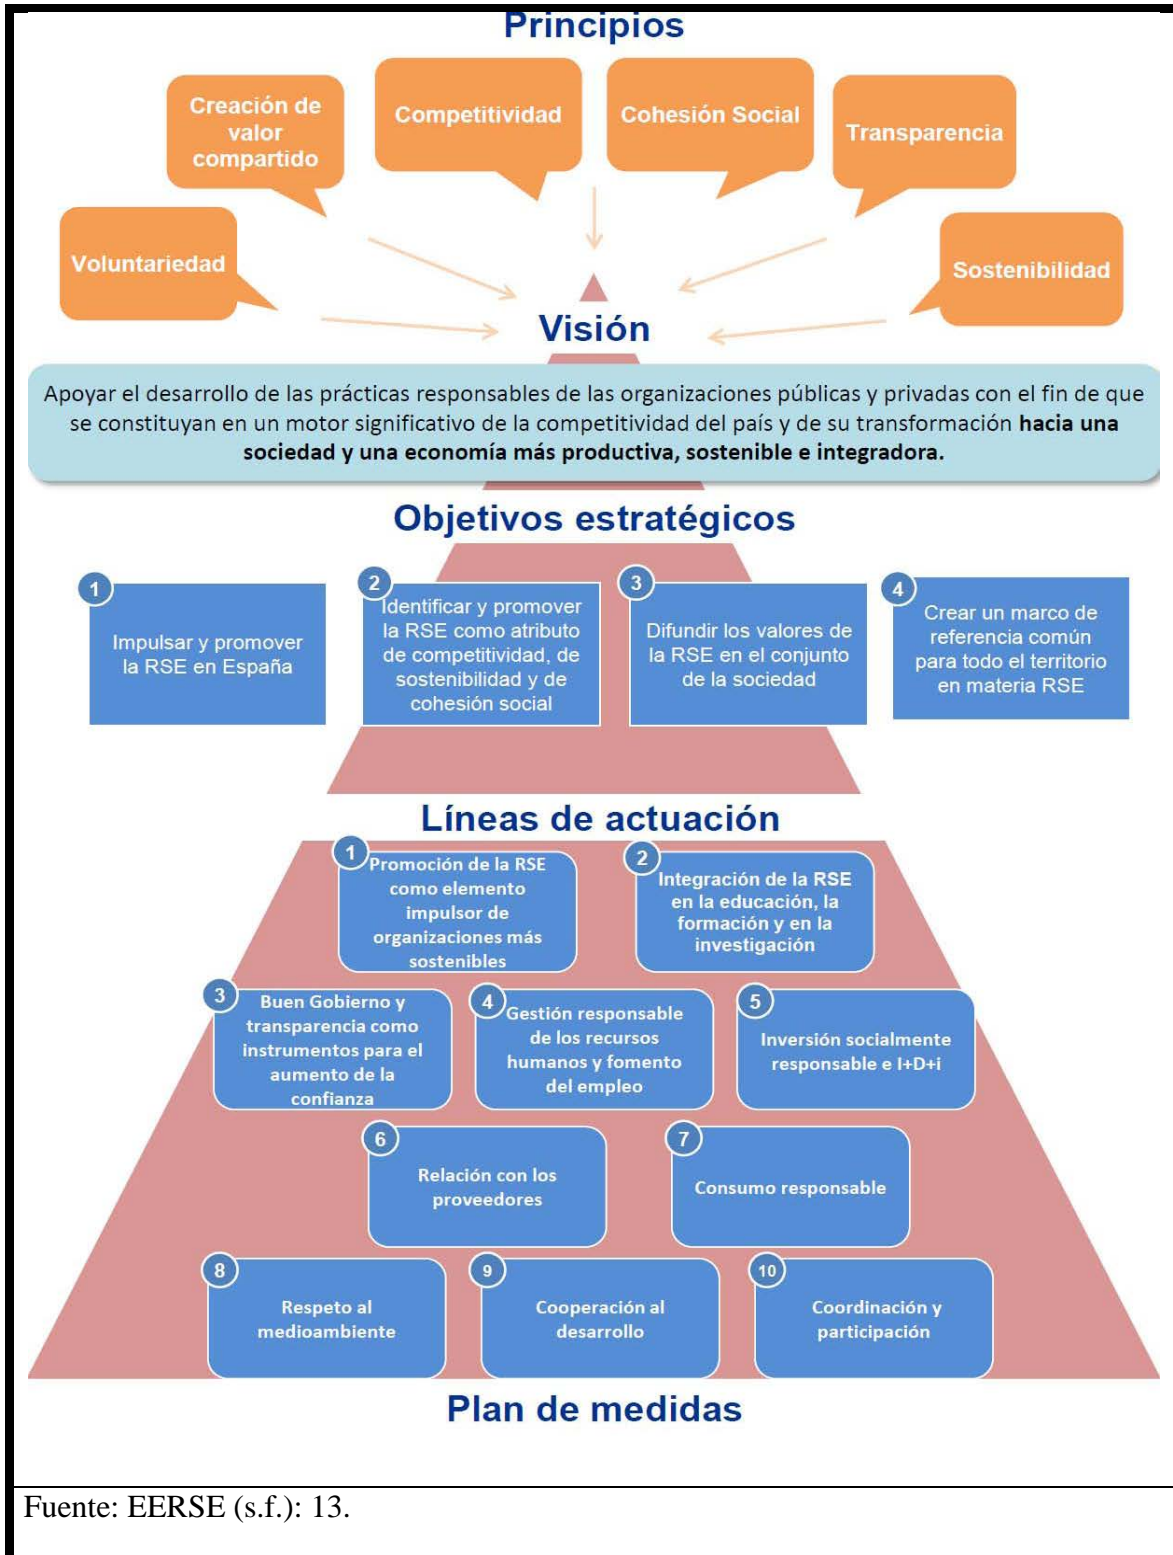 Principios
Creación de
valor
compartido
Competitividad
Cohesión Social
Transparencia
Voluntariedad
Sostenibilidad
Visión
Apoyar el desarrollo de las prácticas responsables de las organizaciones públicas y privadas con el fin de que
se constituyan en un motor significativo de la competitividad del país y de su transformación hacia una
sociedad y una economía más productiva, sostenible e integradora.
Objetivos estratégicos
1
Impulsar y promover
la RSE en España
2
Identificar y promover
la RSE como atributo
de competitividad, de
sostenibilidad y de
cohesión social
3
Difundir los valores de
la RSE en el conjunto
de la sociedad
4
Crear un marco de
referencia común
para todo el territorio
en materia RSE
Líneas de actuación
1
Promoción de la RSE
como elemento
impulsor de
organizaciones más
sostenibles
2
Integración de la RSE
en la educación, la
formación y en la
investigación
3
Buen Gobierno y
transparencia como
instrumentos para el
aumento de la
confianza
4
Gestión responsable
de los recursos
humanos y fomento
del empleo
5
Inversión socialmente
responsable e I+D+i
6
Relación con los
proveedores
7
Consumo responsable
8
Respeto al
medioambiente
9
Cooperación al
desarrollo
10
Coordinación y
participación
Plan de medidas
Fuente: EERSE (s.f.): 13.